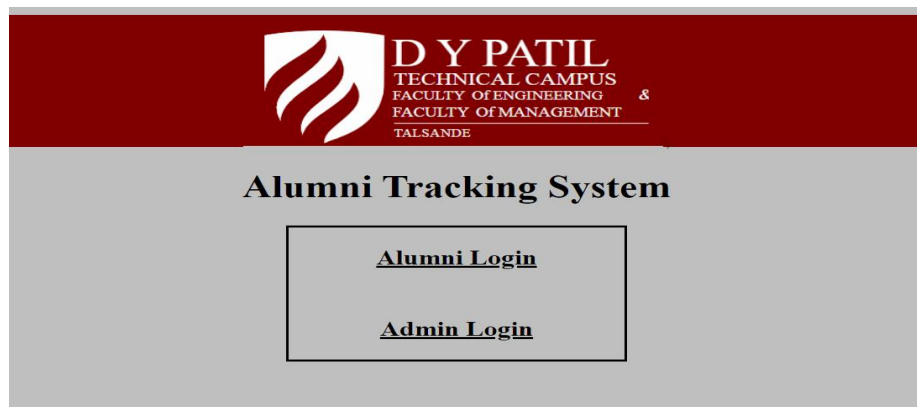 D Y PATIL
TECHNICAL CAMPUS
FACULTY Of ENGINEERING &
FACULTY Of MANAGEMENT
TALSANDE
Alumni Tracking System
Alumni Login
Admin Login